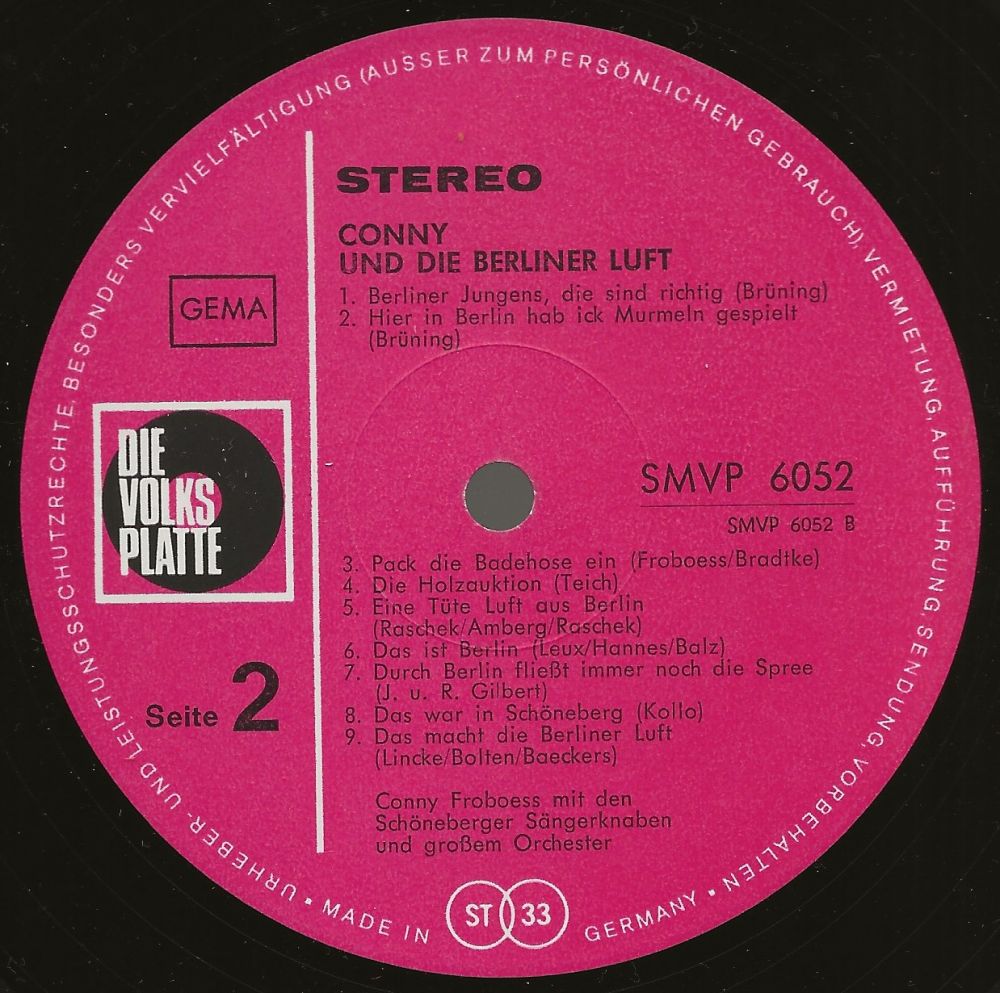 URHEBER- UND LEISTUNGSSCHUTZRECHTE, BESONDERS VERVIELFÄLTIGUNG (AUSSER ZUM PERSÖNLICHEN GEBRAUCH), VERMIETUNG, AUFFÜHRUNG, SENDUNG, VORBEHALTEN •
STEREO
CONNY
UND DIE BERLINER LUFT
1. Berliner Jungens, die sind richtig (Brüning)
2. Hier in Berlin hab ick Murmeln gespielt
(Brüning)
GEMA
DIE
VOLKS
PLATTE
SMVP 6052
SMVP 6052 B
3. Pack die Badehose ein (Froboess/Bradtke)
4. Die Holzauktion (Teich)
5. Eine Tüte Luft aus Berlin
(Raschek/Amberg/Raschek)
6. Das ist Berlin (Leux/Hannes/Balz)
7. Durch Berlin fließt immer noch die Spree
(J. u. R. Gilbert)
8. Das war in Schöneberg (Kollo)
9. Das macht die Berliner Luft
(Lincke/Bolten/Baeckers)
Seite 2
Conny Froboess mit den
Schöneberger Sängerknaben
und großem Orchester
• MADE IN GERMANY •
ST 33